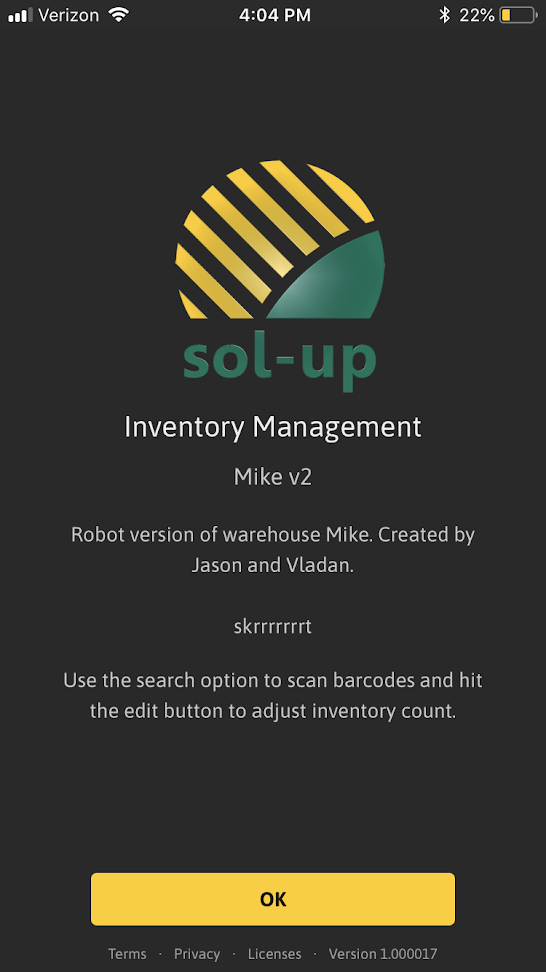 Verizon 4:04 PM 22%
sol-up
Inventory Management
Mike v2
Robot version of warehouse Mike. Created by
Jason and Vladan.
skrrrrrrrt
Use the search option to scan barcodes and hit
the edit button to adjust inventory count.
OK
Terms · Privacy · Licenses · Version 1.000017